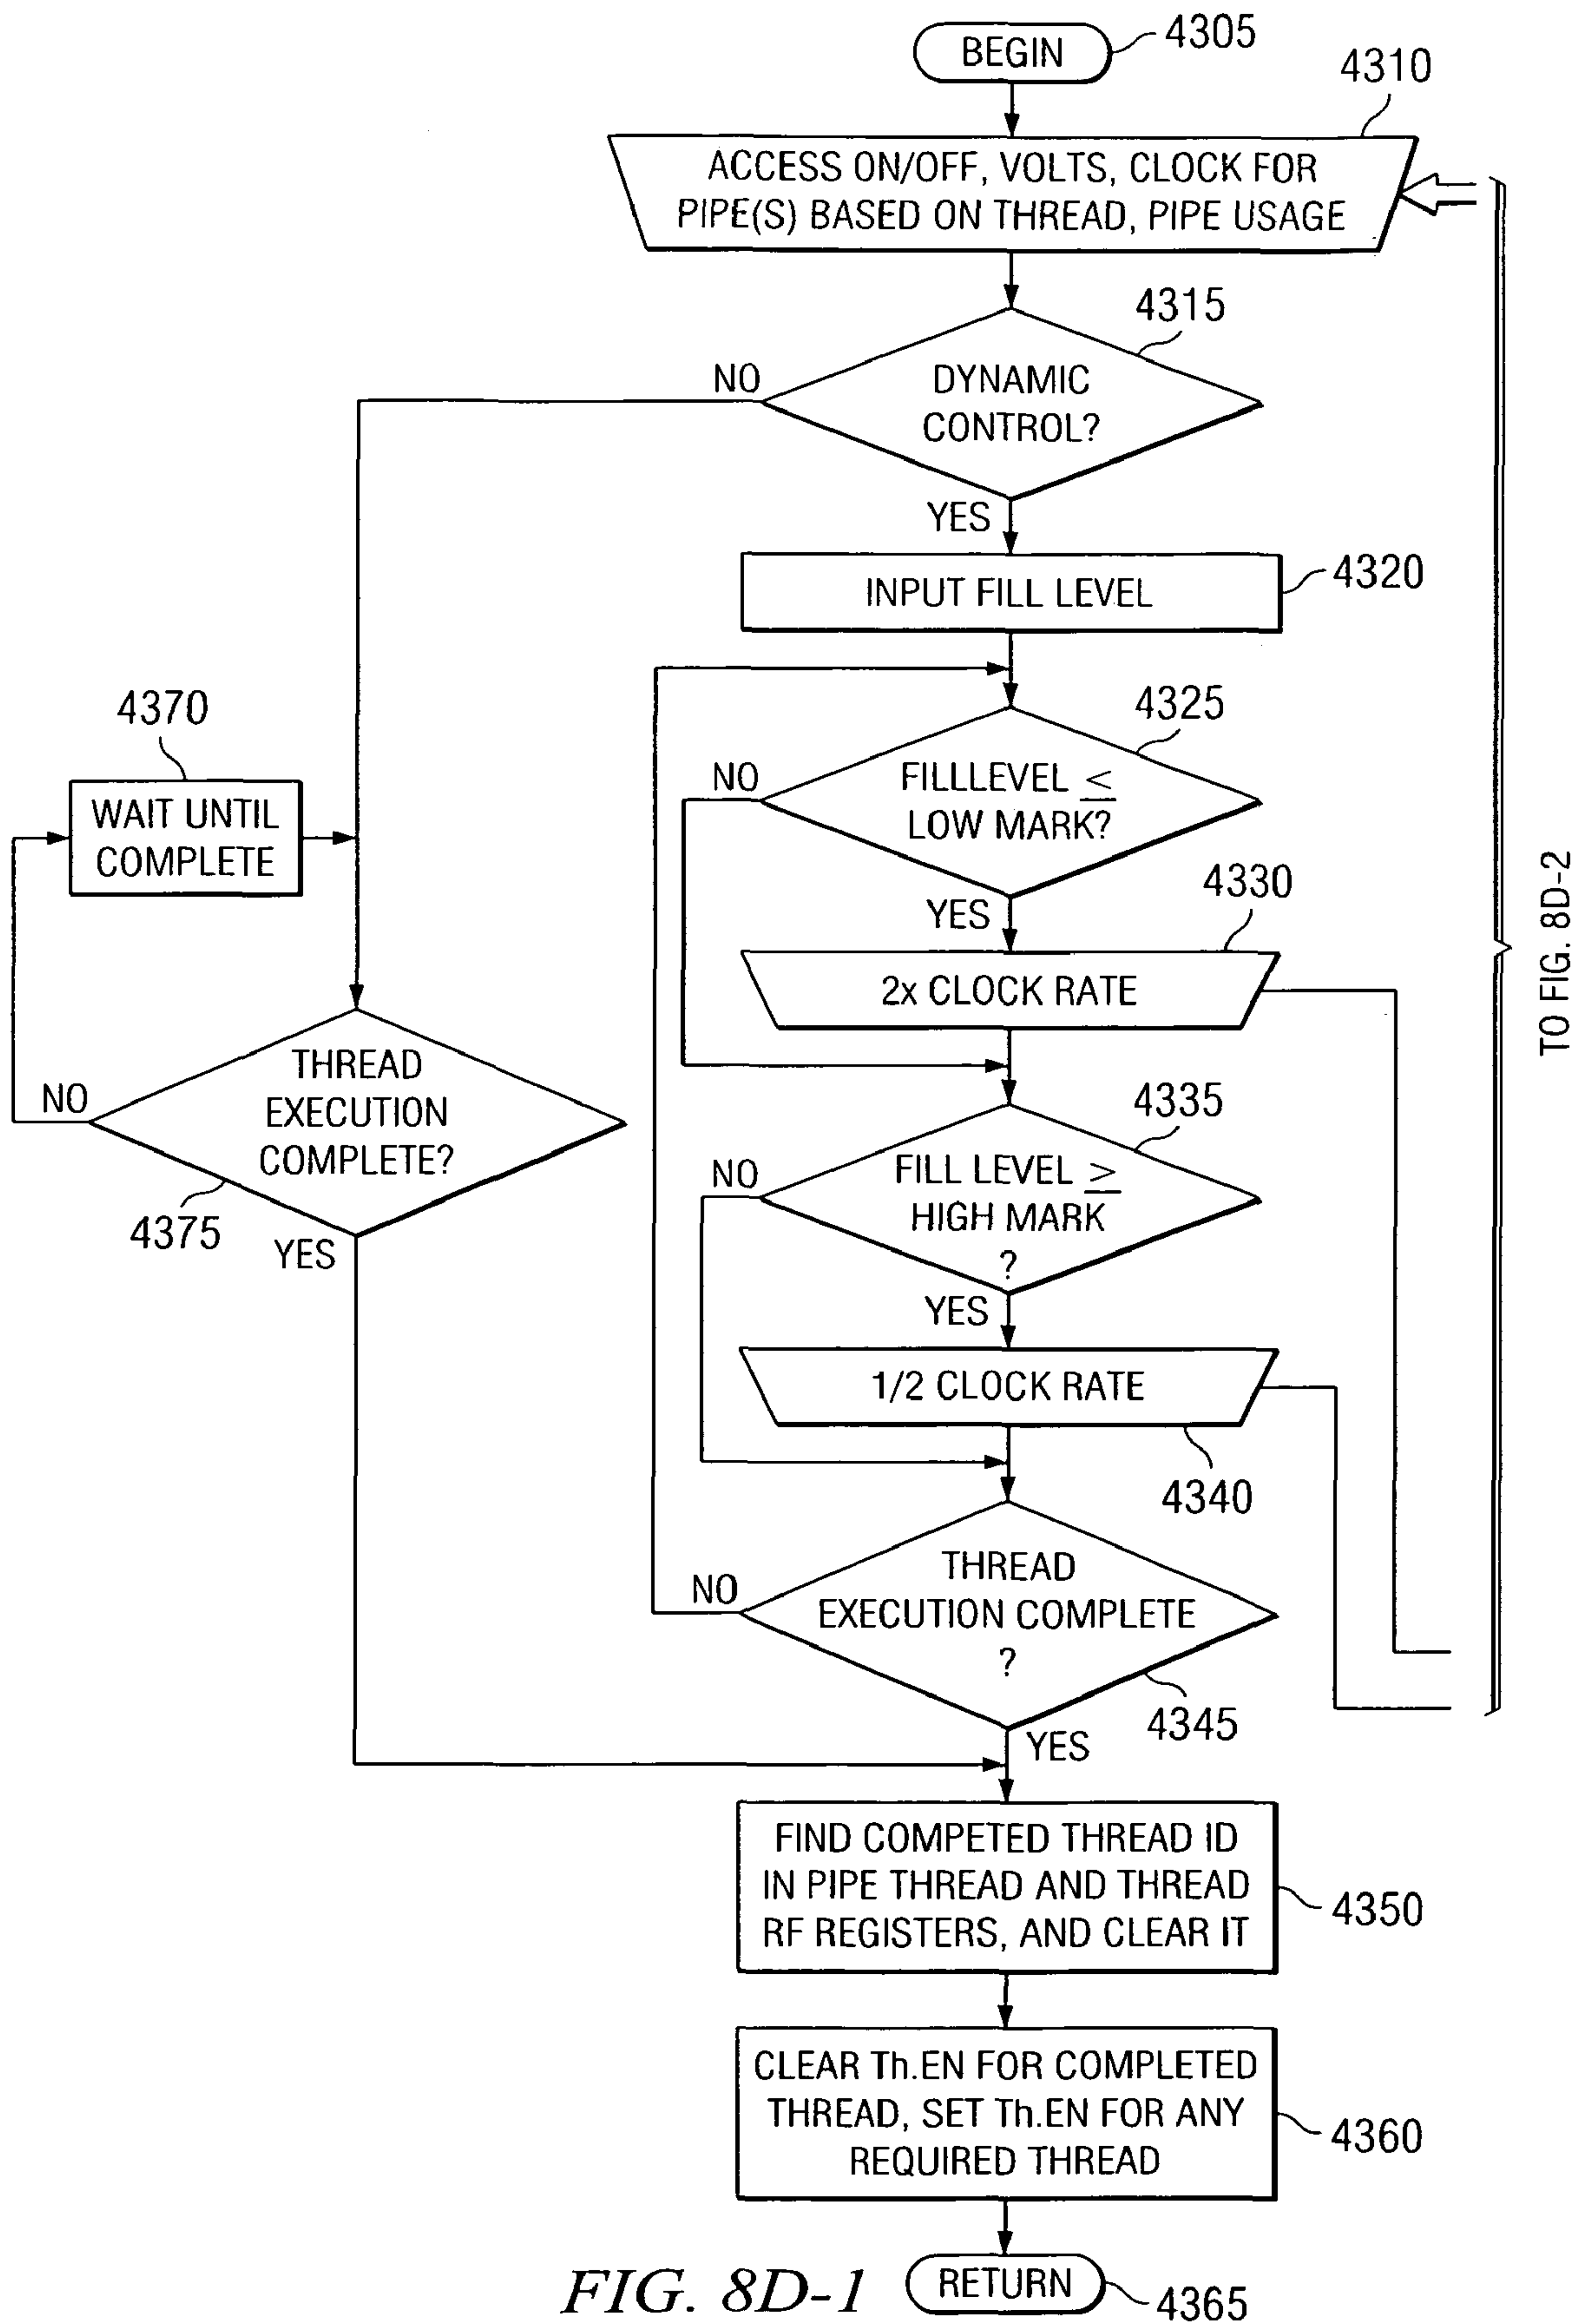 BEGIN
4305
4310
ACCESS ON/OFF, VOLTS, CLOCK FOR
PIPE(S) BASED ON THREAD, PIPE USAGE
4315
NO
DYNAMIC
CONTROL?
YES
INPUT FILL LEVEL
4320
4370
WAIT UNTIL
COMPLETE
4325
NO
FILLLEVEL ≤
LOW MARK?
YES
4330
2x CLOCK RATE
TO FIG. 8D-2
THREAD
EXECUTION
COMPLETE?
NO
4375
YES
4335
NO
FILL LEVEL ≥
HIGH MARK
?
YES
1/2 CLOCK RATE
4340
THREAD
EXECUTION COMPLETE
?
NO
4345
YES
FIND COMPETED THREAD ID
IN PIPE THREAD AND THREAD
RF REGISTERS, AND CLEAR IT
4350
CLEAR Th.EN FOR COMPLETED
THREAD, SET Th.EN FOR ANY
REQUIRED THREAD
4360
FIG. 8D-1
RETURN
4365